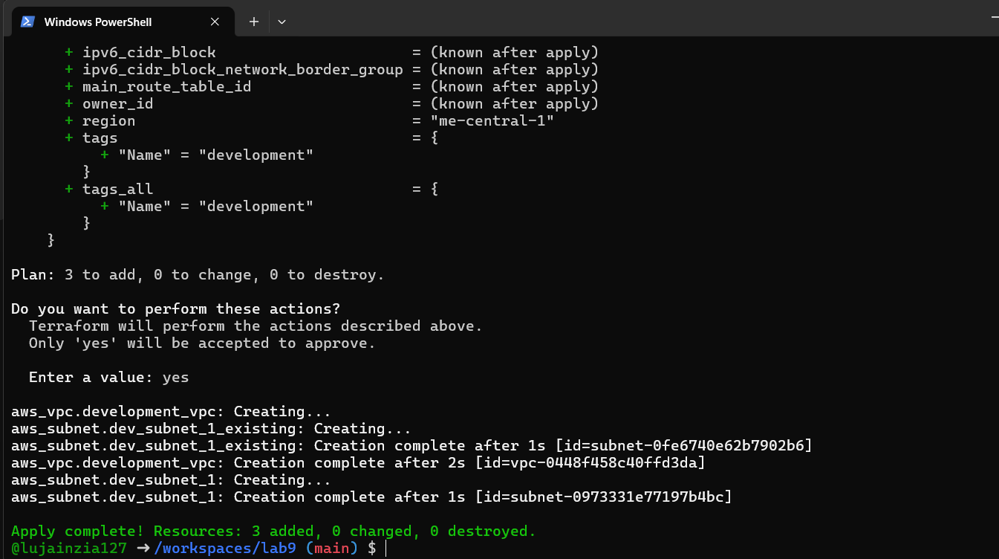 Windows PowerShell
+ ipv6_cidr_block = (known after apply)
+ ipv6_cidr_block_network_border_group = (known after apply)
+ main_route_table_id = (known after apply)
+ owner_id = (known after apply)
+ region = "me-central-1"
+ tags = {
+ "Name" = "development"
}
+ tags_all = {
+ "Name" = "development"
}
}
Plan: 3 to add, 0 to change, 0 to destroy.
Do you want to perform these actions?
Terraform will perform the actions described above.
Only 'yes' will be accepted to approve.
Enter a value: yes
aws_vpc.development_vpc: Creating...
aws_subnet.dev_subnet_1_existing: Creating...
aws_subnet.dev_subnet_1_existing: Creation complete after 1s [id=subnet-0fe6740e62b7902b6]
aws_vpc.development_vpc: Creation complete after 2s [id=vpc-0448f458c40ffd3da]
aws_subnet.dev_subnet_1: Creating...
aws_subnet.dev_subnet_1: Creation complete after 1s [id=subnet-0973331e77197b4bc]
Apply complete! Resources: 3 added, 0 changed, 0 destroyed.
@lujainzia127 ➜ /workspaces/lab9 (main) $